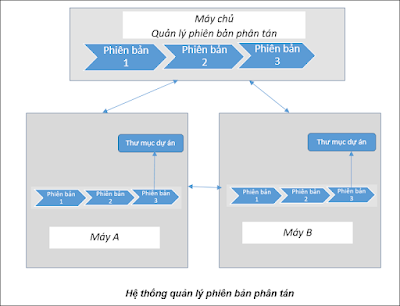 Máy chủ
Quản lý phiên bản phân tán
Phiên bản
1
Phiên bản
2
Phiên bản
3
Thư mục dự án
Phiên bản
1
Phiên bản
2
Phiên bản
3
Máy A
Thư mục dự án
Phiên bản
1
Phiên bản
2
Phiên bản
3
Máy B
Hệ thống quản lý phiên bản phân tán